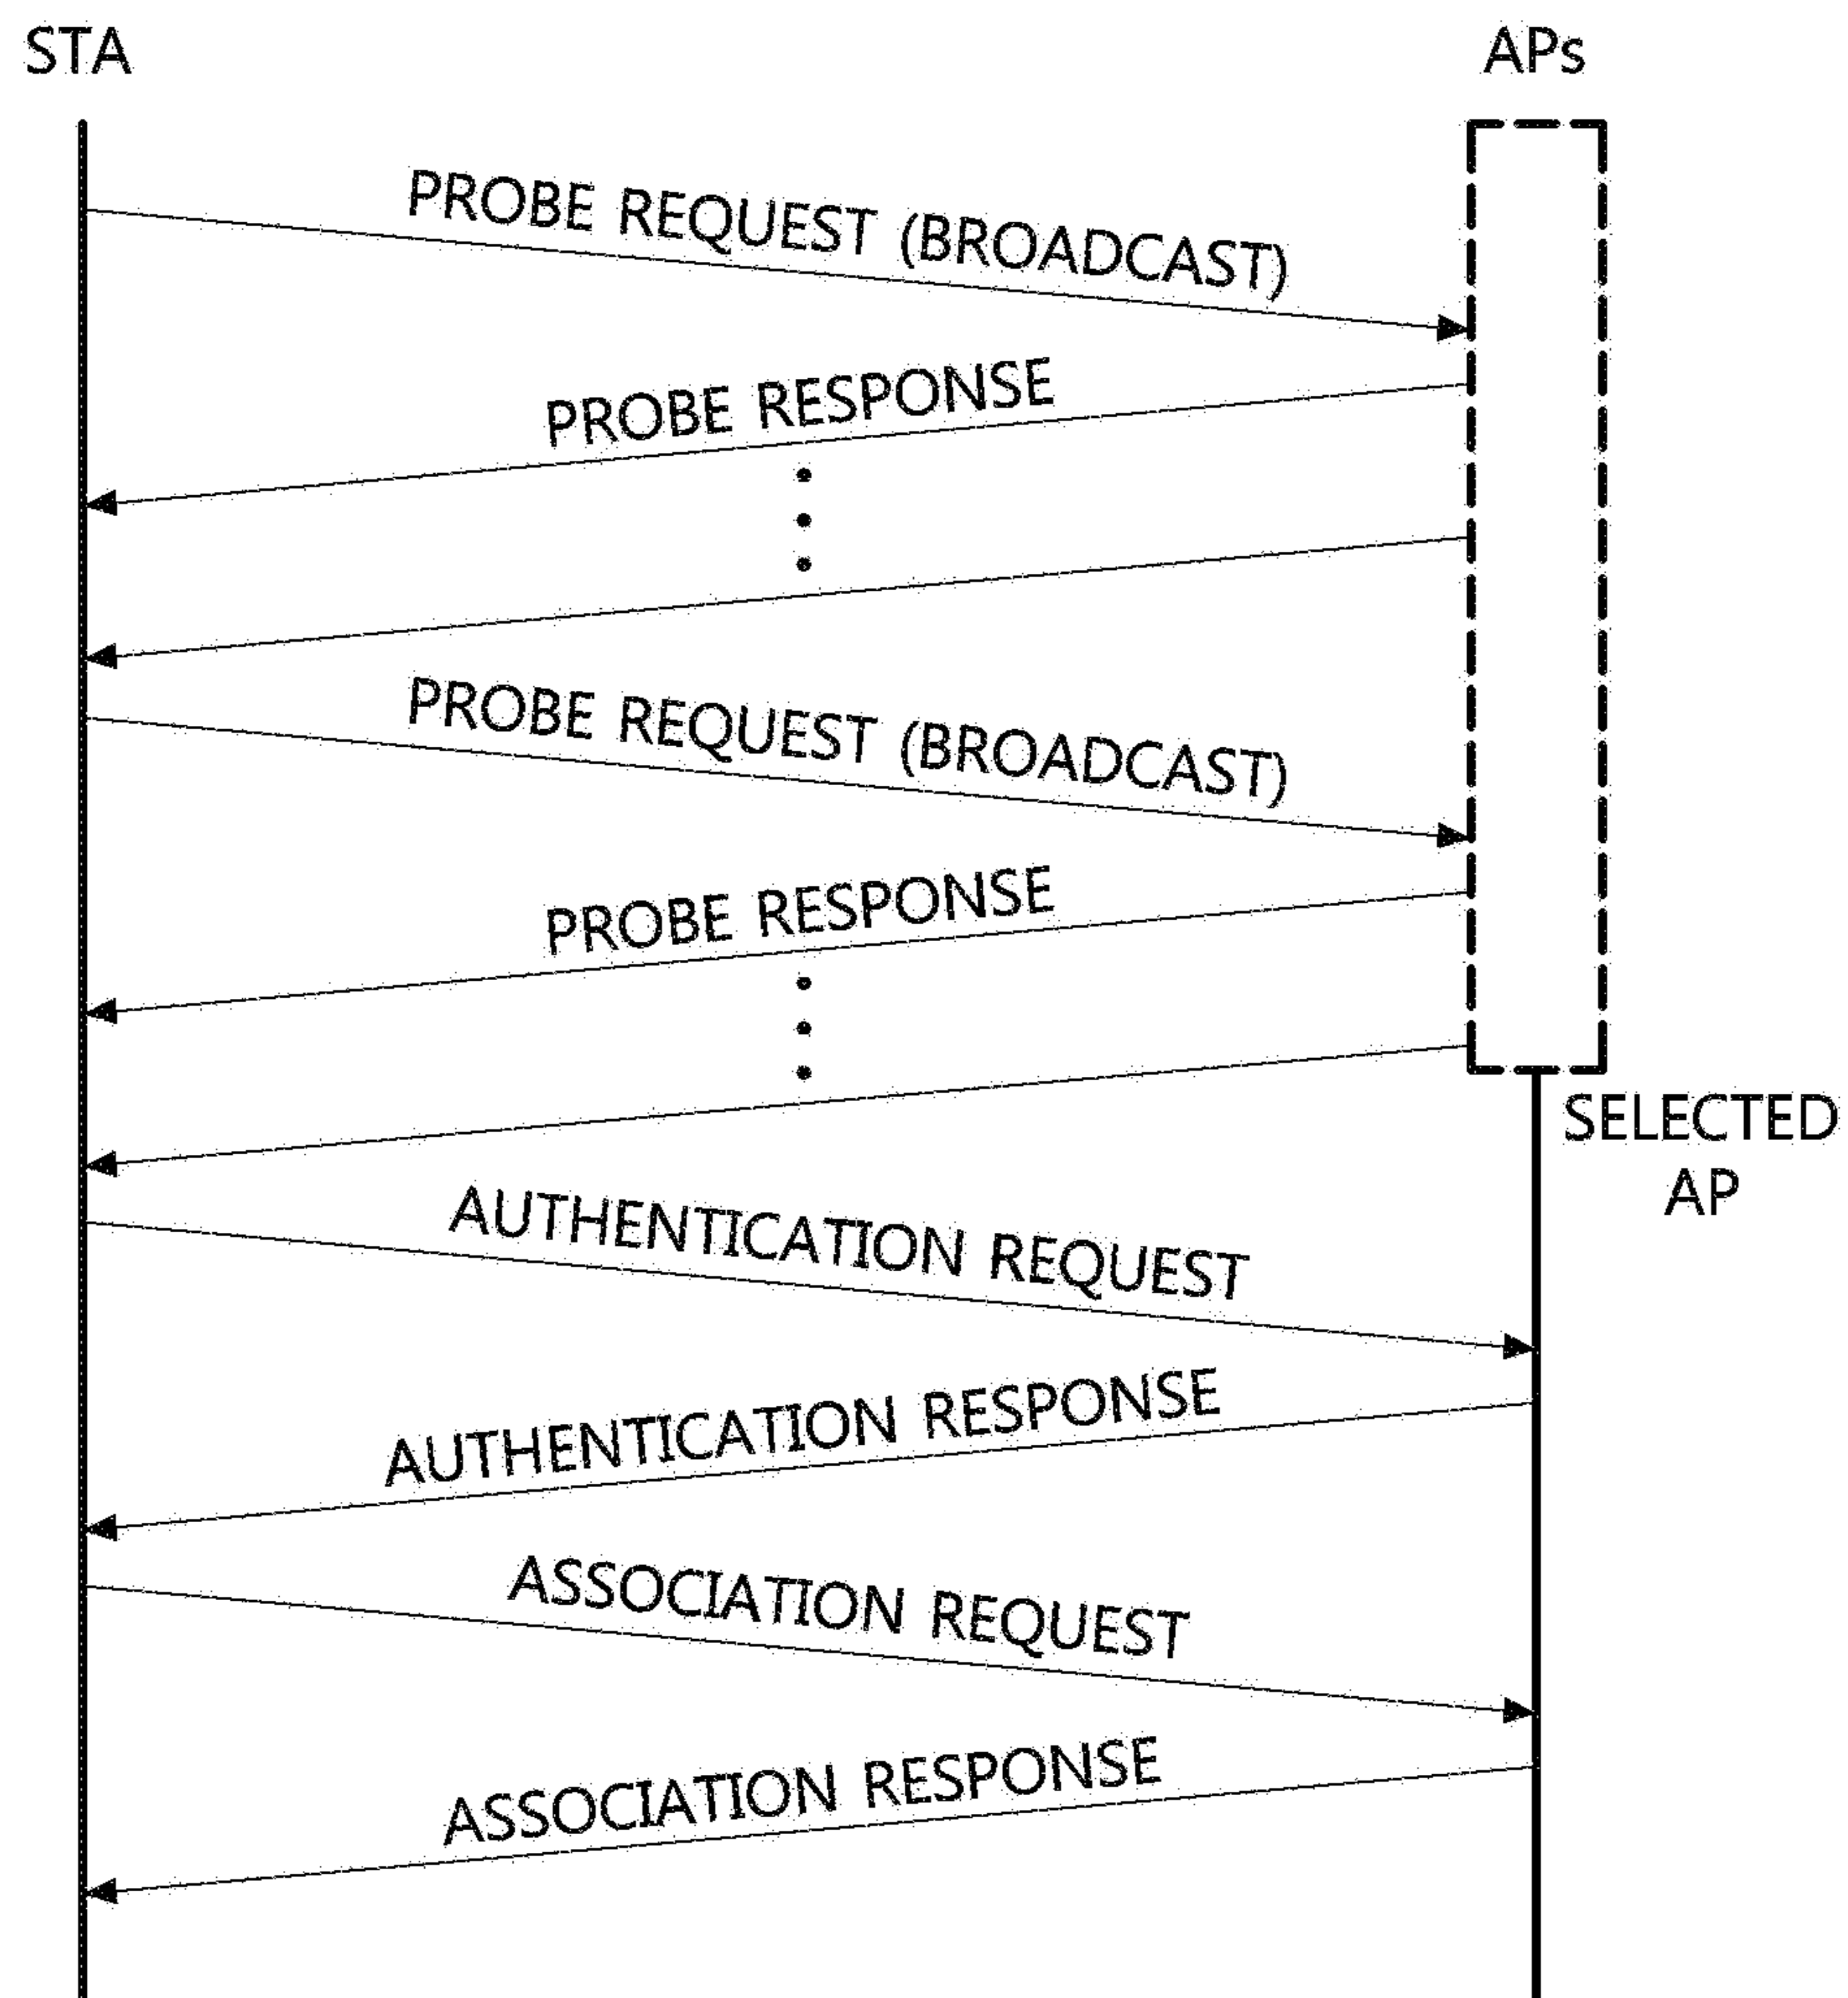 STA
APs
PROBE REQUEST (BROADCAST)
PROBE RESPONSE
PROBE REQUEST (BROADCAST)
PROBE RESPONSE
SELECTED
AP
AUTHENTICATION REQUEST
AUTHENTICATION RESPONSE
ASSOCIATION REQUEST
ASSOCIATION RESPONSE